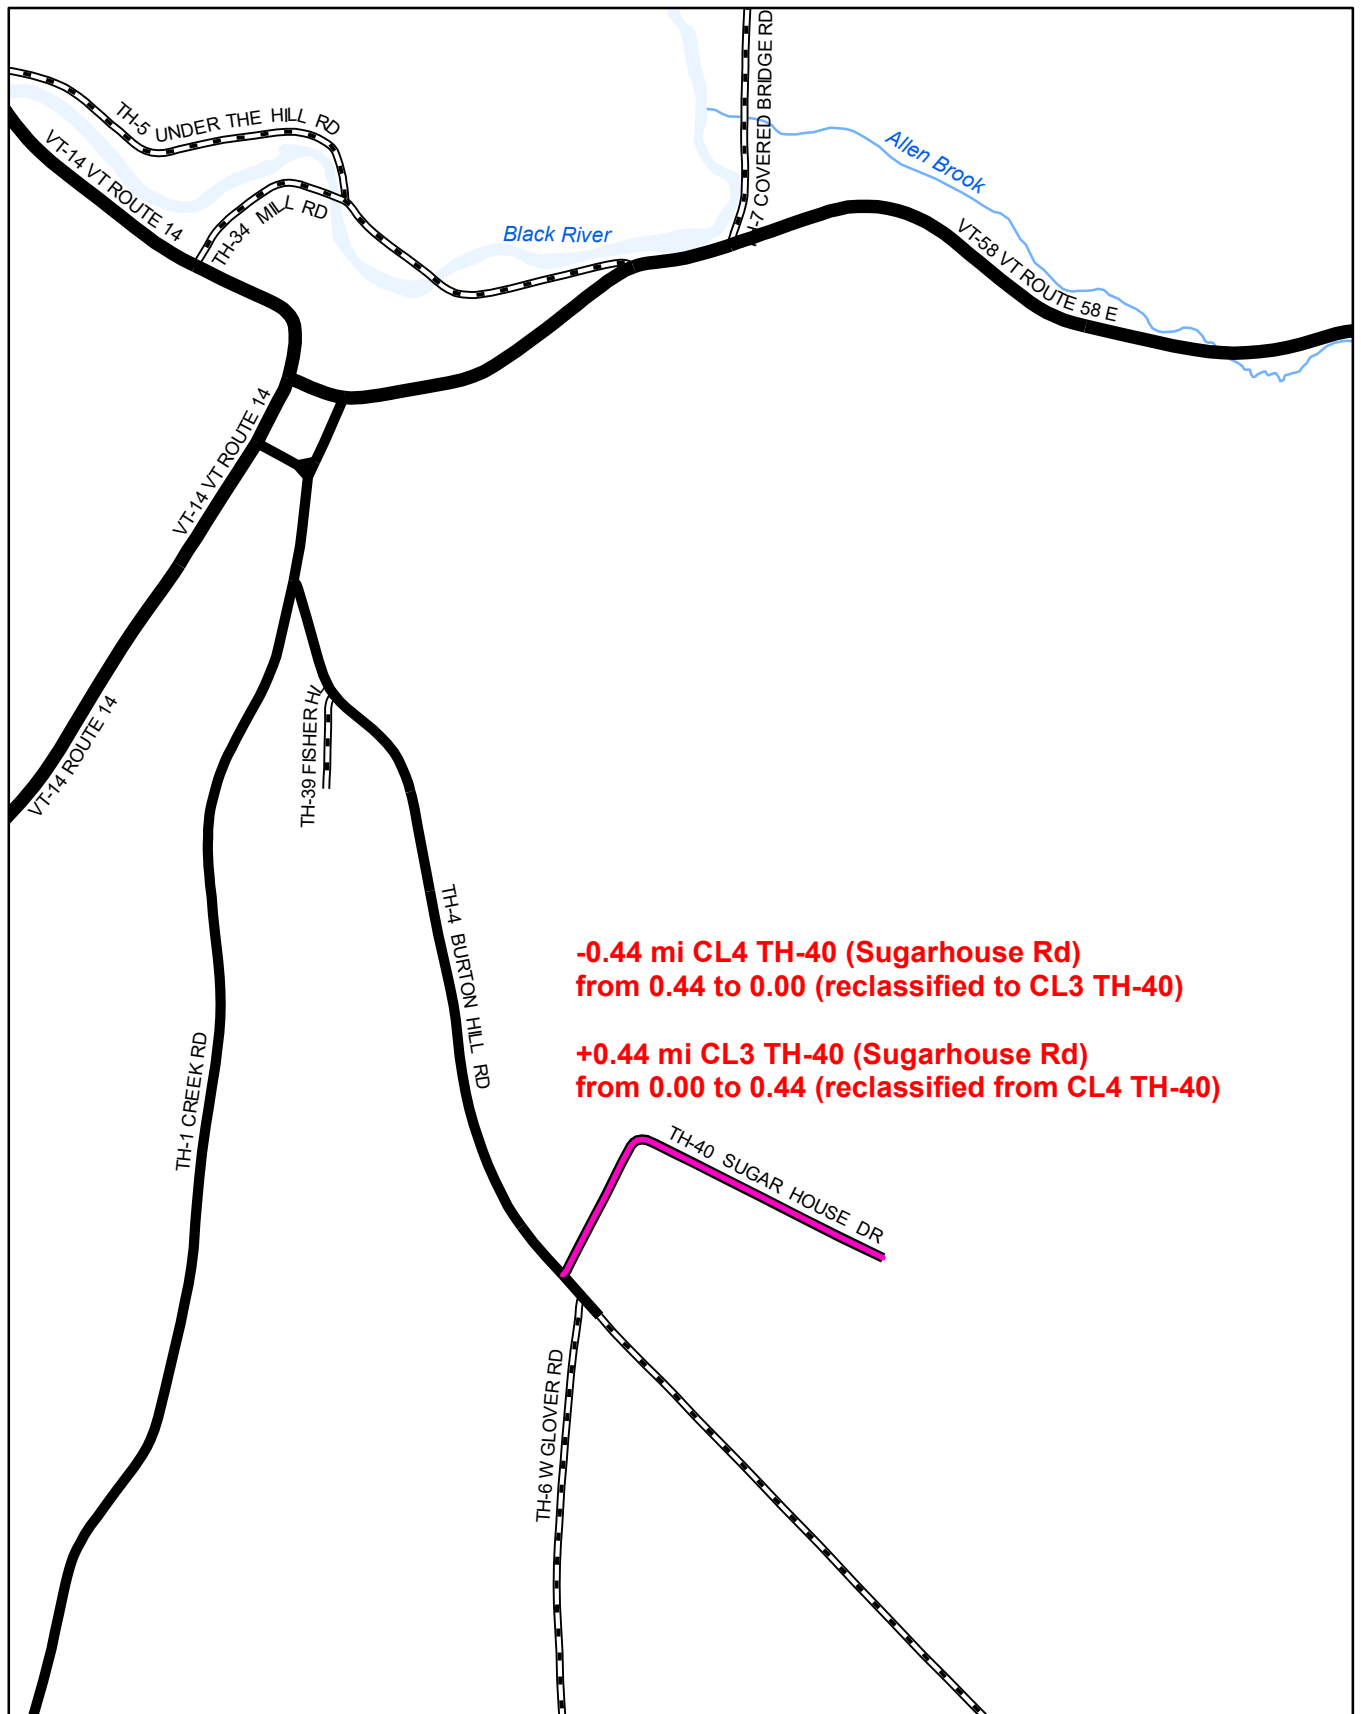 TH-5 UNDER THE HILL RD
VT-14 VT ROUTE 14
TH-34 MILL RD
Black River
TH-7 COVERED BRIDGE RD
Allen Brook
VT-58 VT ROUTE 58 E
VT-14 VT ROUTE 14
VT-14 ROUTE 14
TH-39 FISHER HL
TH-4 BURTON HILL RD
-0.44 mi CL4 TH-40 (Sugarhouse Rd)
from 0.44 to 0.00 (reclassified to CL3 TH-40)
+0.44 mi CL3 TH-40 (Sugarhouse Rd)
from 0.00 to 0.44 (reclassified from CL4 TH-40)
TH-1 CREEK RD
TH-40 SUGAR HOUSE DR
TH-6 W GLOVER RD